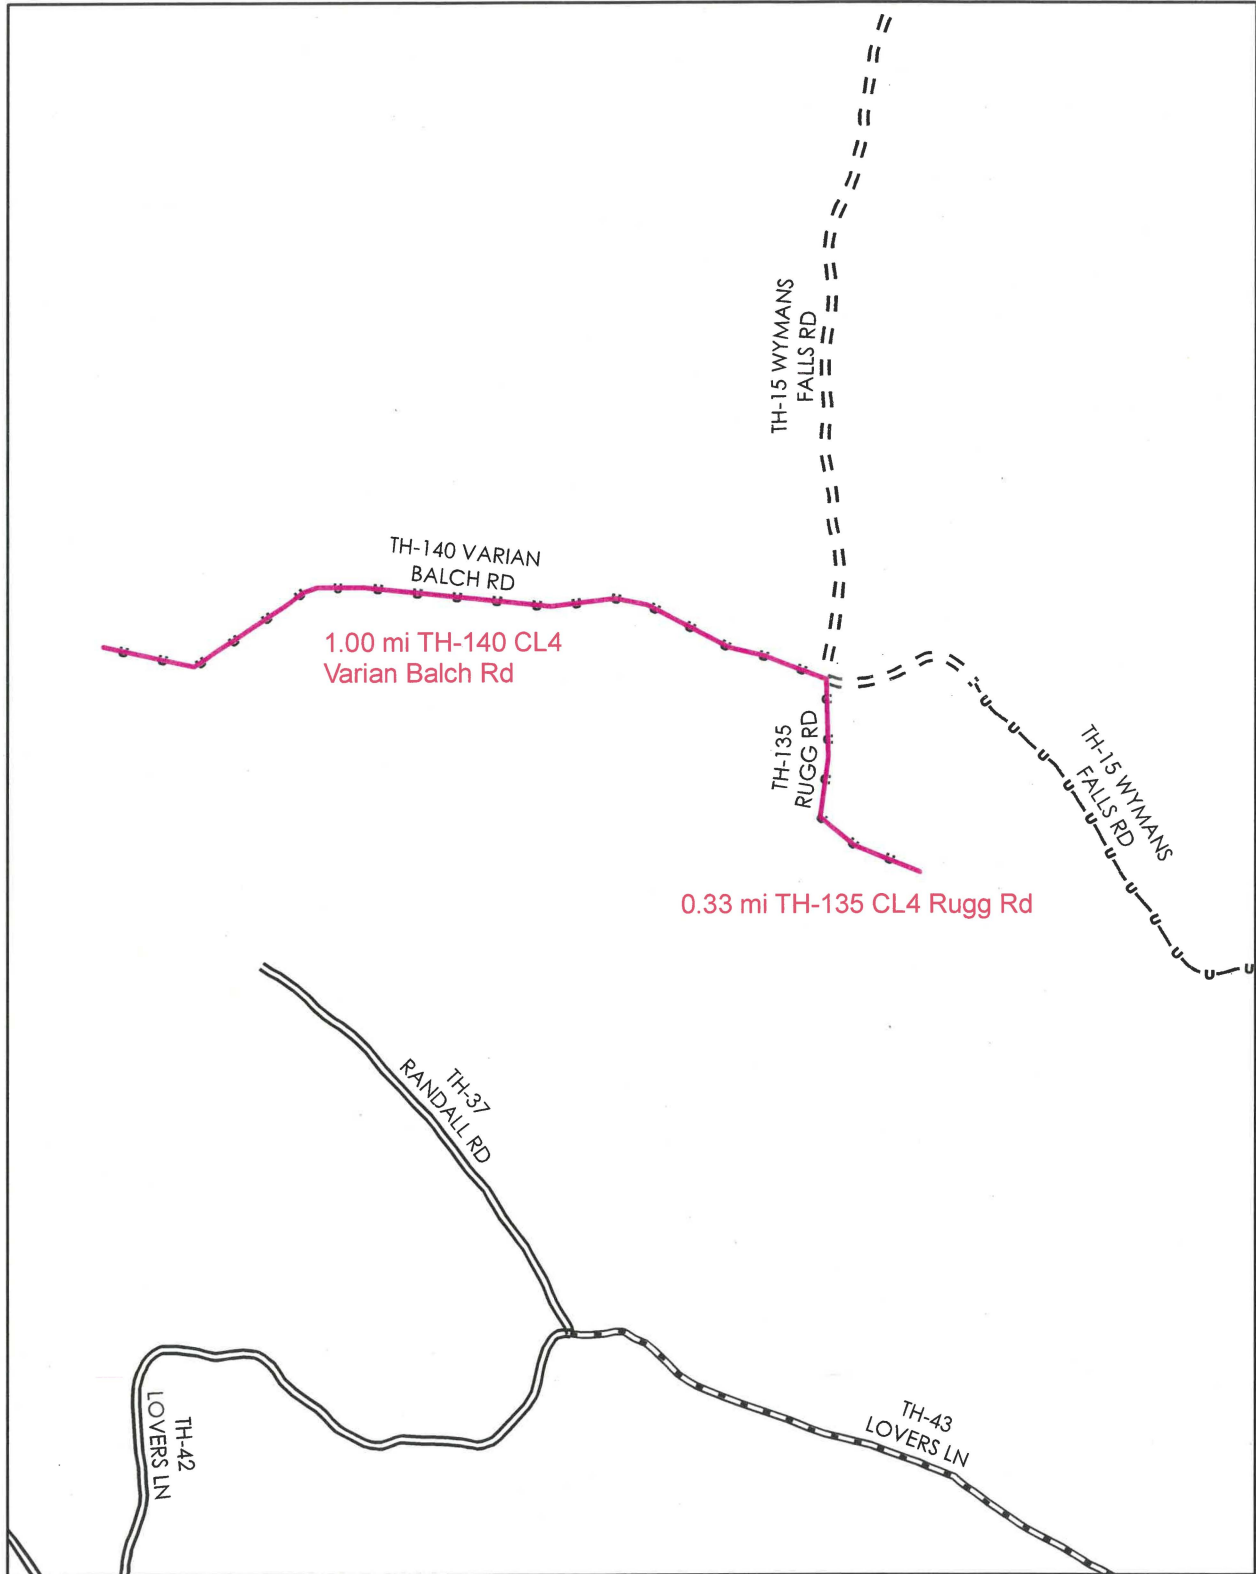 TH-15 WYMANS
FALLS RD
TH-140 VARIAN
BALCH RD
1.00 mi TH-140 CL4
Varian Balch Rd
TH-135
RUGG RD
TH-15 WYMANS
FALLS RD
0.33 mi TH-135 CL4 Rugg Rd
TH-37
RANDALL RD
TH-42
LOVERS LN
TH-43
LOVERS LN